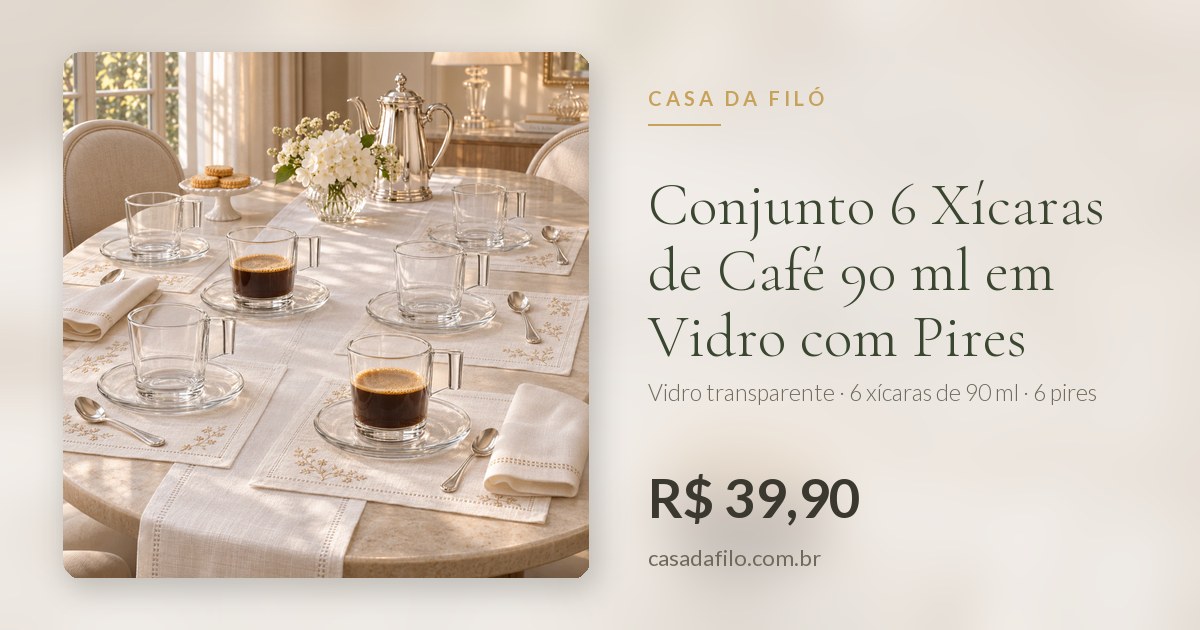 CASA DA FILÓ
Conjunto 6 Xícaras
de Café 90 ml em
Vidro com Pires
Vidro transparente · 6 xícaras de 90 ml · 6 pires
R$ 39,90
casadafilo.com.br